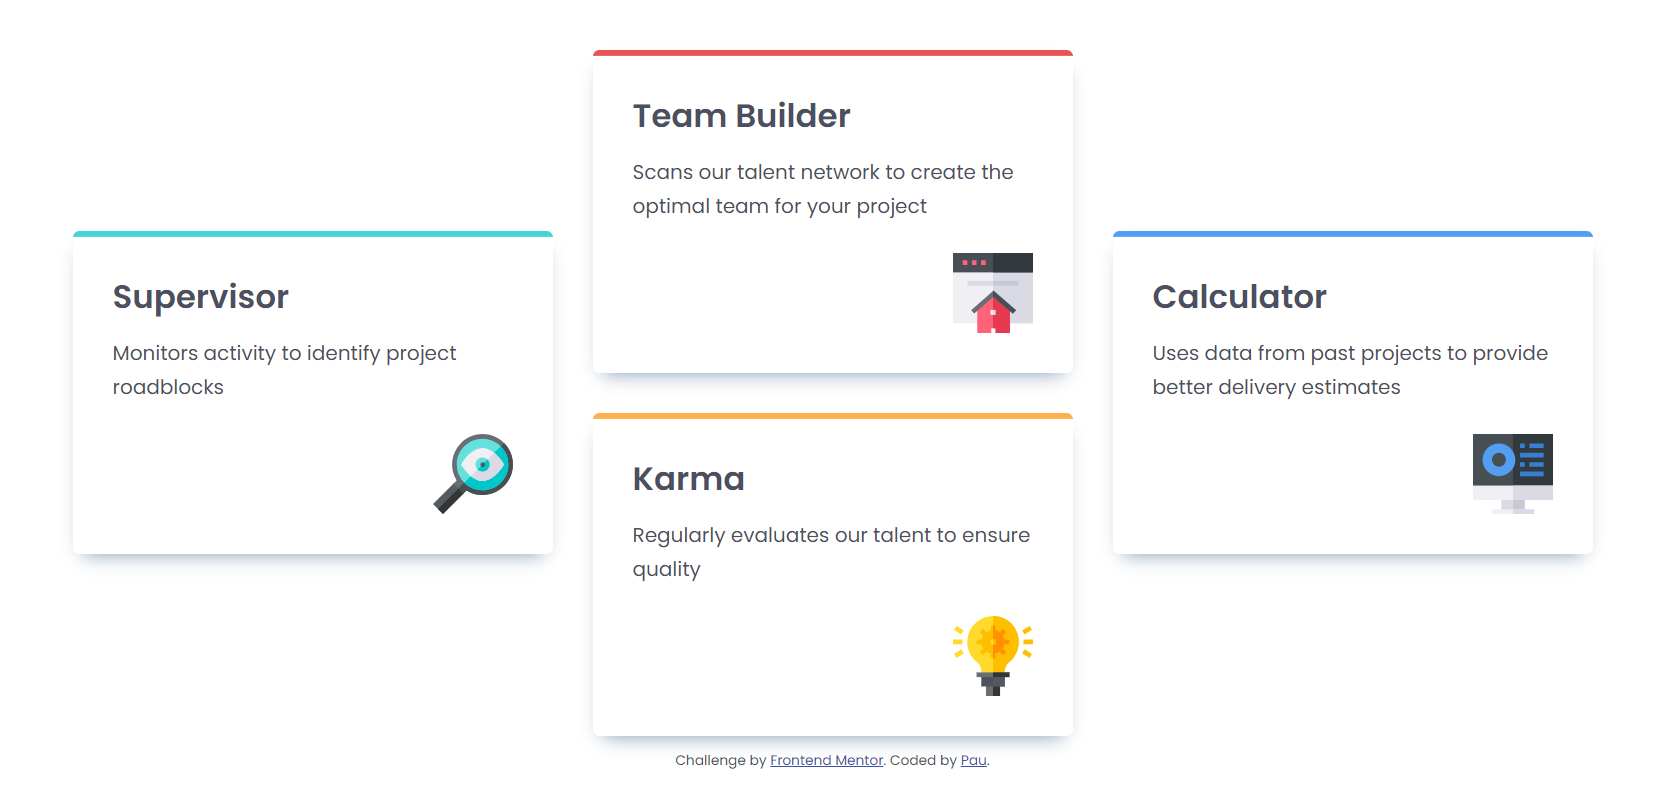 Team Builder
Scans our talent network to create the
optimal team for your project
Supervisor
Monitors activity to identify project
roadblocks
Calculator
Uses data from past projects to provide
better delivery estimates
Karma
Regularly evaluates our talent to ensure
quality
Challenge by Frontend Mentor. Coded by Pau.